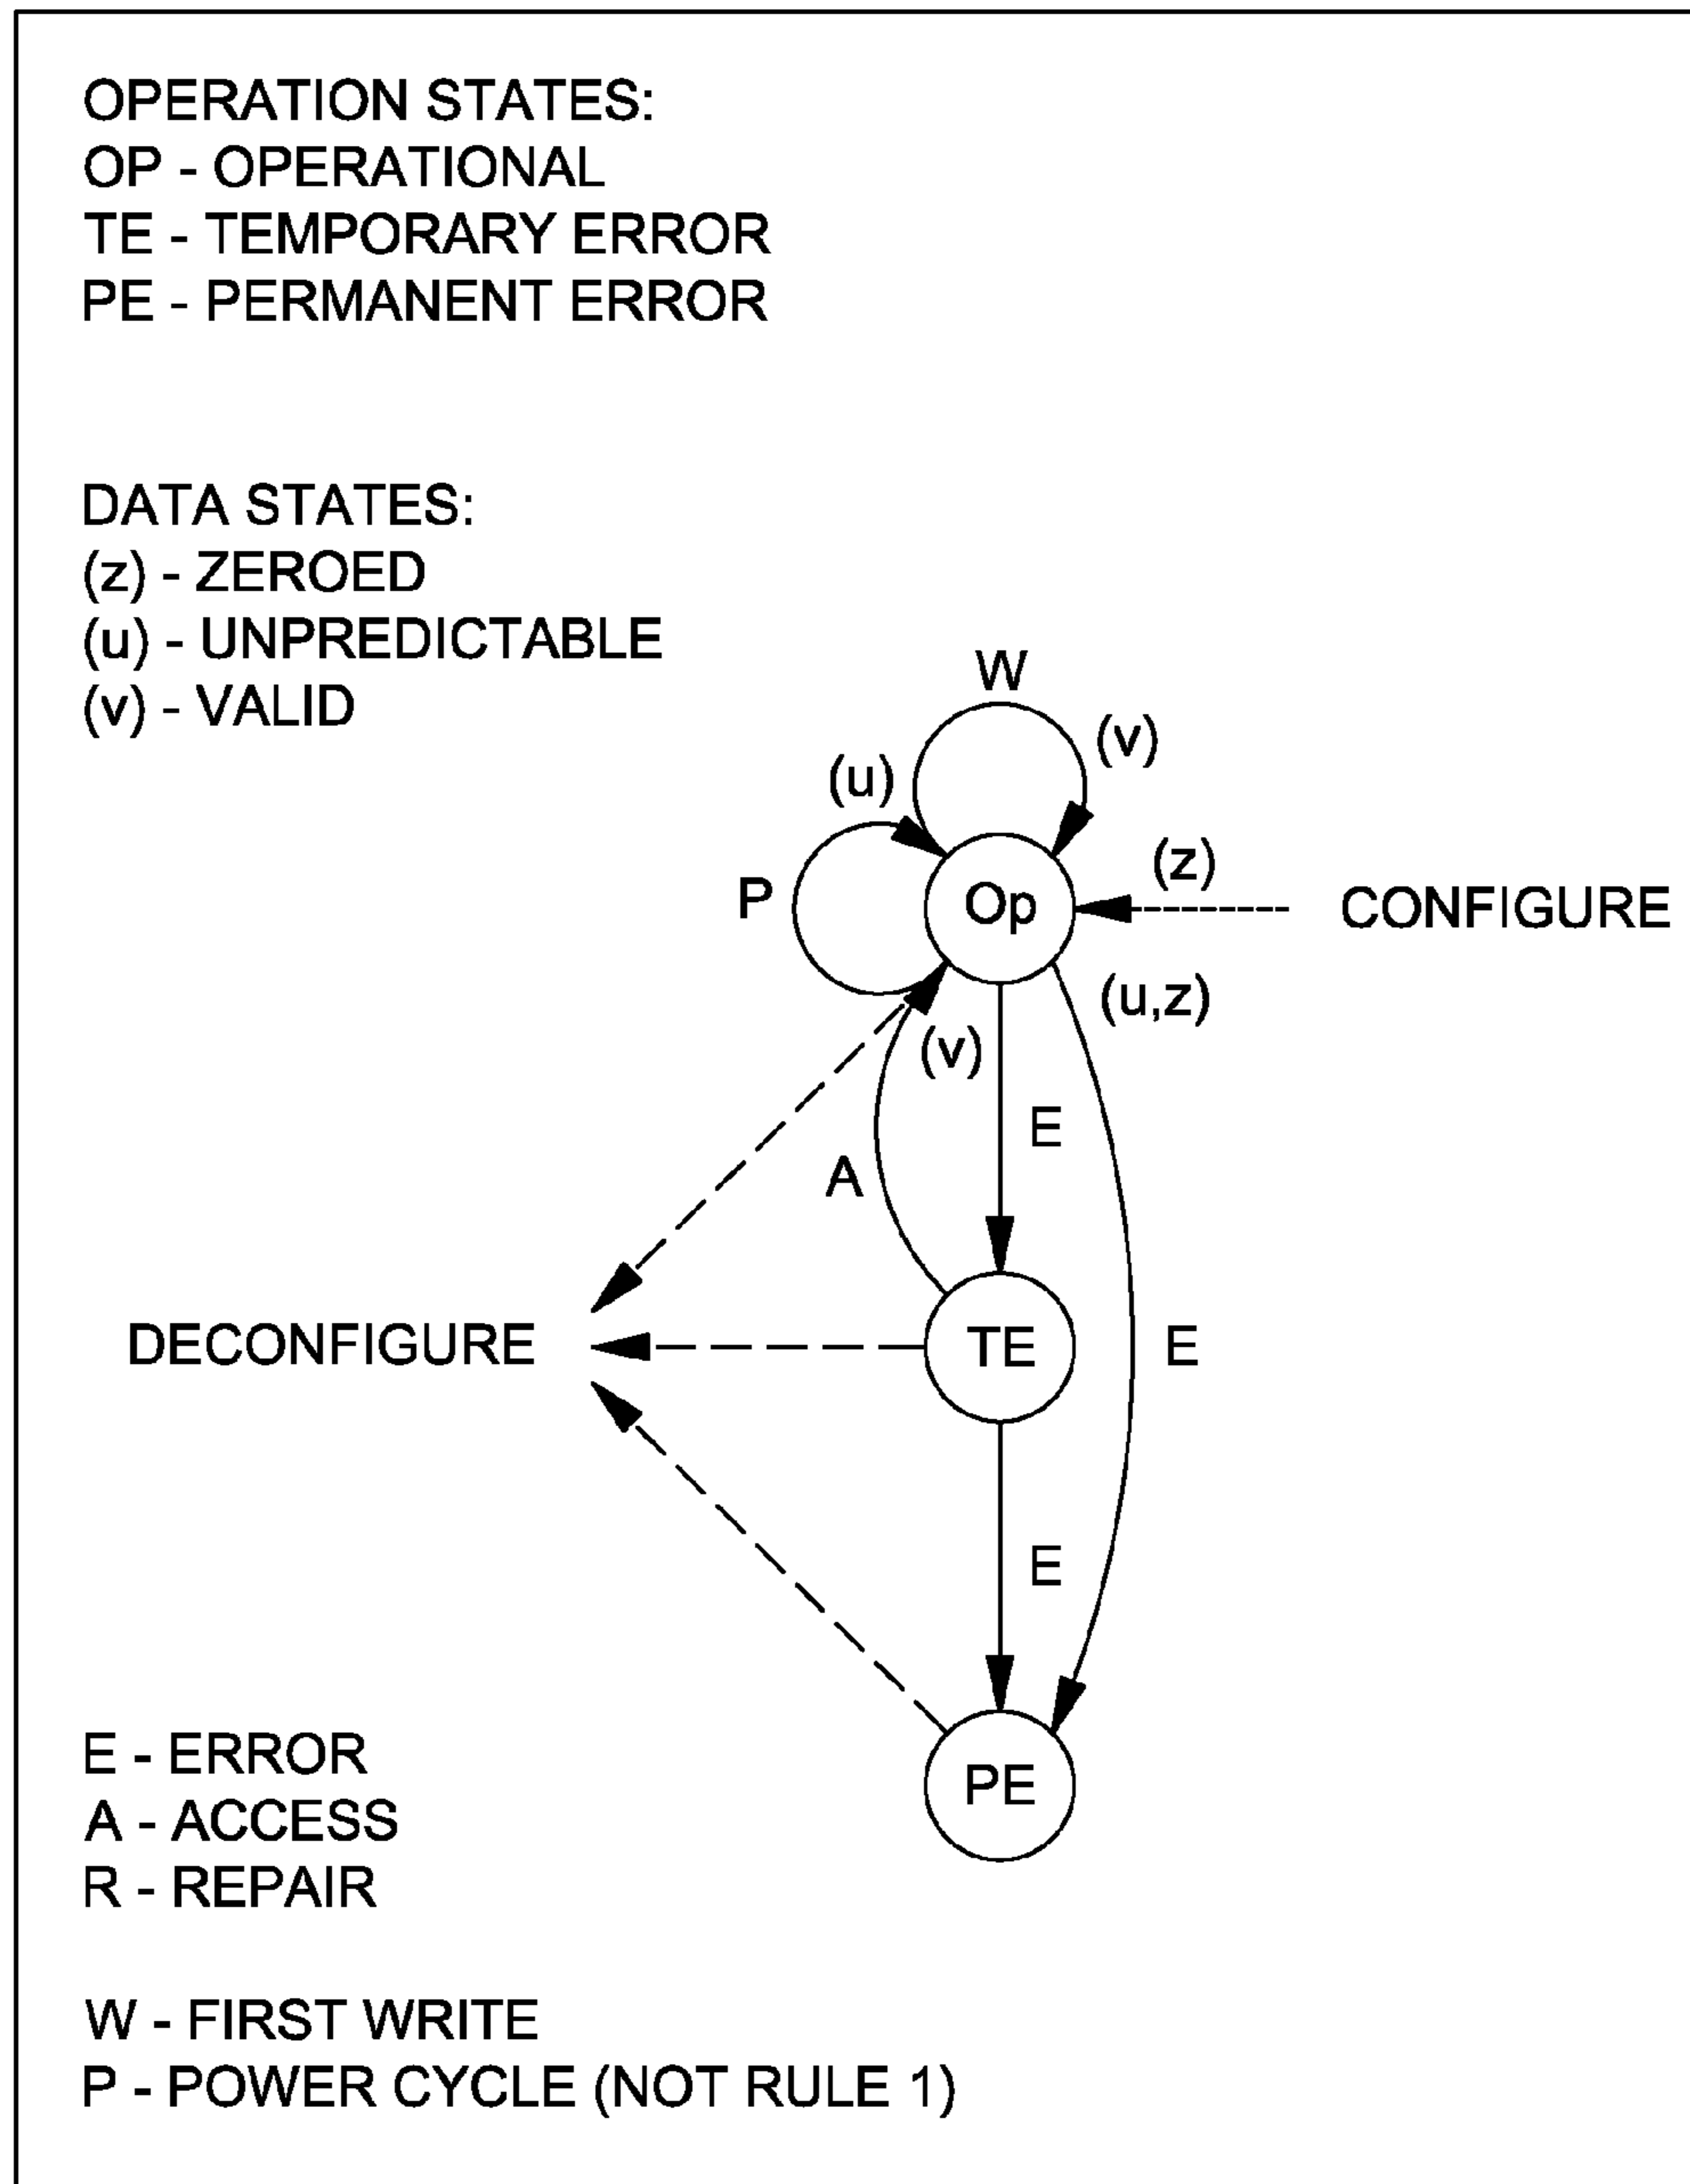 OPERATION STATES:
OP - OPERATIONAL
TE - TEMPORARY ERROR
PE - PERMANENT ERROR
DATA STATES:
(z) - ZEROED
(u) - UNPREDICTABLE
(v) - VALID
W
(v)
(u)
P
Op
(z)
CONFIGURE
(u,z)
(v)
E
A
DECONFIGURE
TE
E
E
PE
E - ERROR
A - ACCESS
R - REPAIR
W - FIRST WRITE
P - POWER CYCLE (NOT RULE 1)